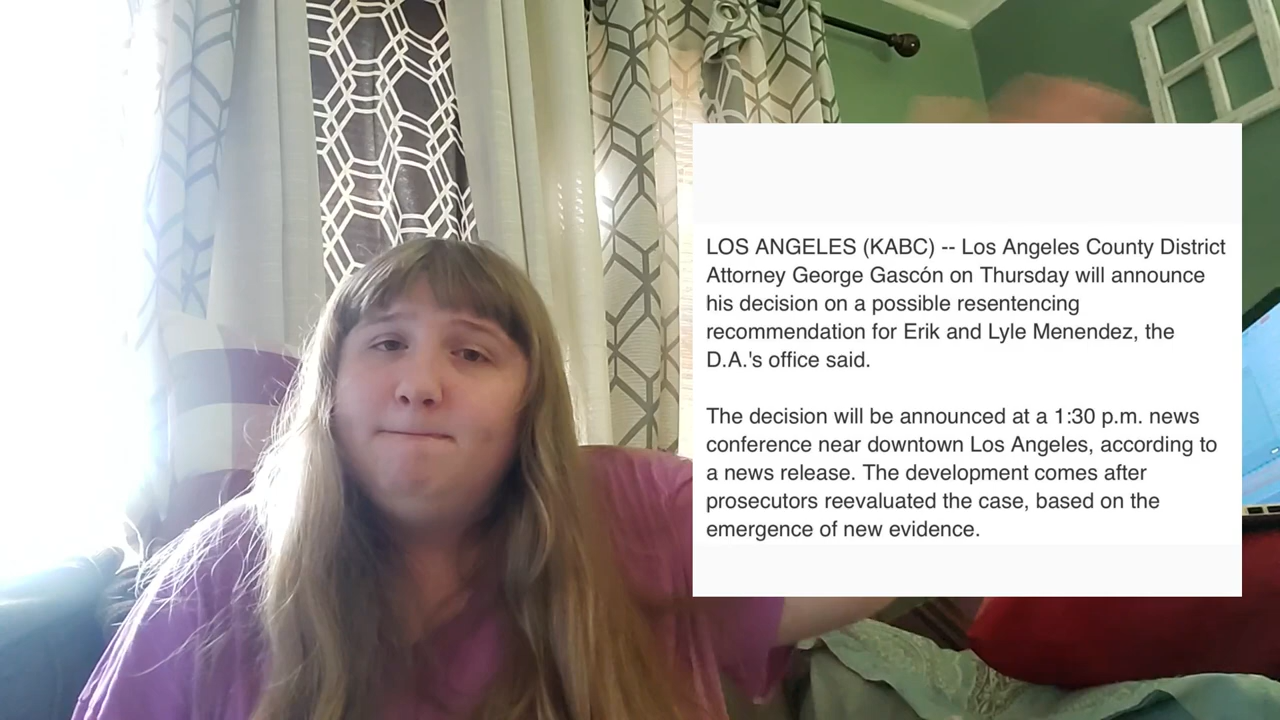 LOS ANGELES (KABC) -- Los Angeles County District
Attorney George Gascón on Thursday will announce
his decision on a possible resentencing
recommendation for Erik and Lyle Menendez, the
D.A.'s office said.
The decision will be announced at a 1:30 p.m. news
conference near downtown Los Angeles, according to
a news release. The development comes after
prosecutors reevaluated the case, based on the
emergence of new evidence.